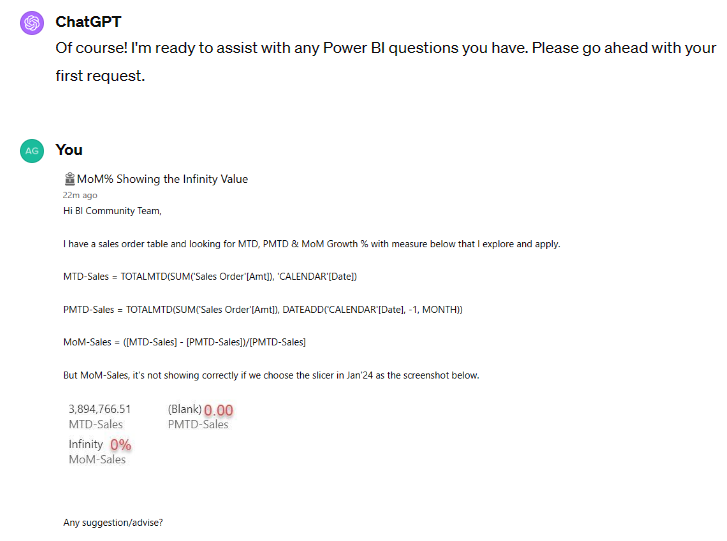 ChatGPT
Of course! I'm ready to assist with any Power BI questions you have. Please go ahead with your
first request.
AG
You
MoM% Showing the Infinity Value
22m ago
Hi BI Community Team,
I have a sales order table and looking for MTD, PMTD & MoM Growth % with measure below that I explore and apply.
MTD-Sales = TOTALMTD(SUM('Sales Order'[Amt]), 'CALENDAR'[Date])
PMTD-Sales = TOTALMTD(SUM('Sales Order'[Amt]), DATEADD('CALENDAR'[Date], -1, MONTH))
MoM-Sales = ([MTD-Sales] - [PMTD-Sales])/[PMTD-Sales]
But MoM-Sales, it's not showing correctly if we choose the slicer in Jan'24 as the screenshot below.
3,894,766.51 (Blank) 0.00
MTD-Sales PMTD-Sales
Infinity 0%
MoM-Sales
Any suggestion/advise?